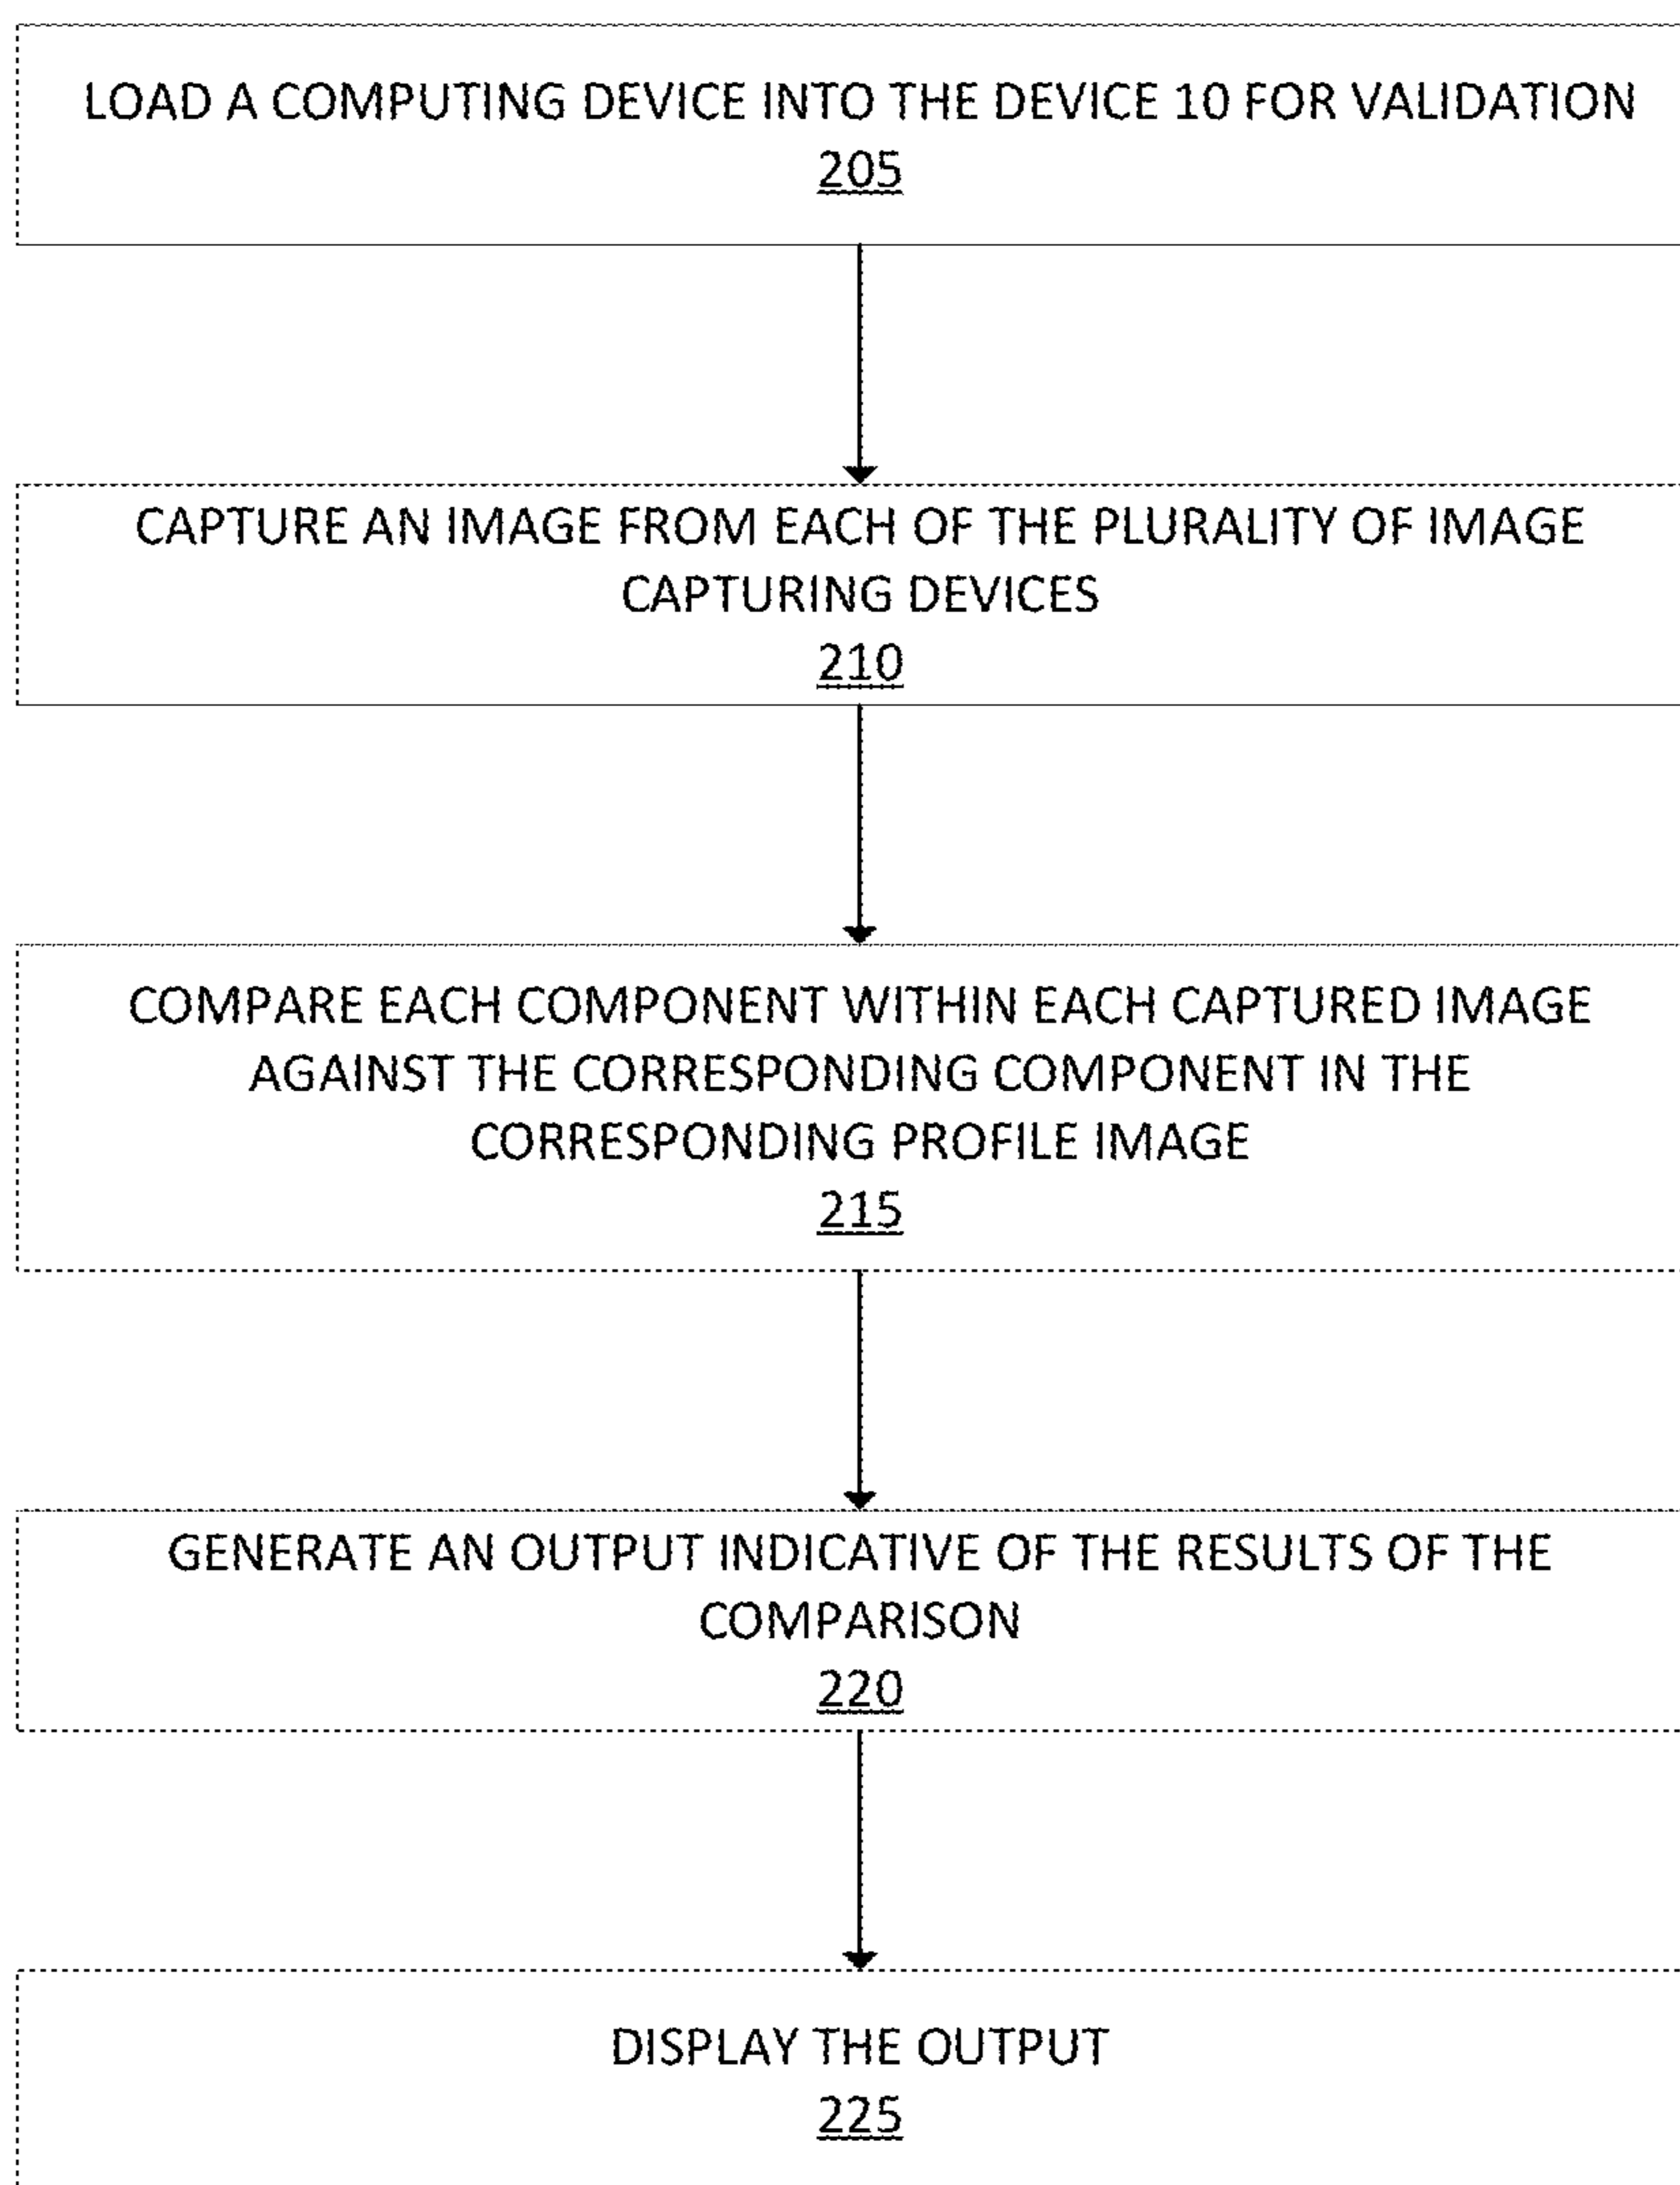 LOAD A COMPUTING DEVICE INTO THE DEVICE 10 FOR VALIDATION
205
CAPTURE AN IMAGE FROM EACH OF THE PLURALITY OF IMAGE
CAPTURING DEVICES
210
COMPARE EACH COMPONENT WITHIN EACH CAPTURED IMAGE
AGAINST THE CORRESPONDING COMPONENT IN THE
CORRESPONDING PROFILE IMAGE
215
GENERATE AN OUTPUT INDICATIVE OF THE RESULTS OF THE
COMPARISON
220
DISPLAY THE OUTPUT
225